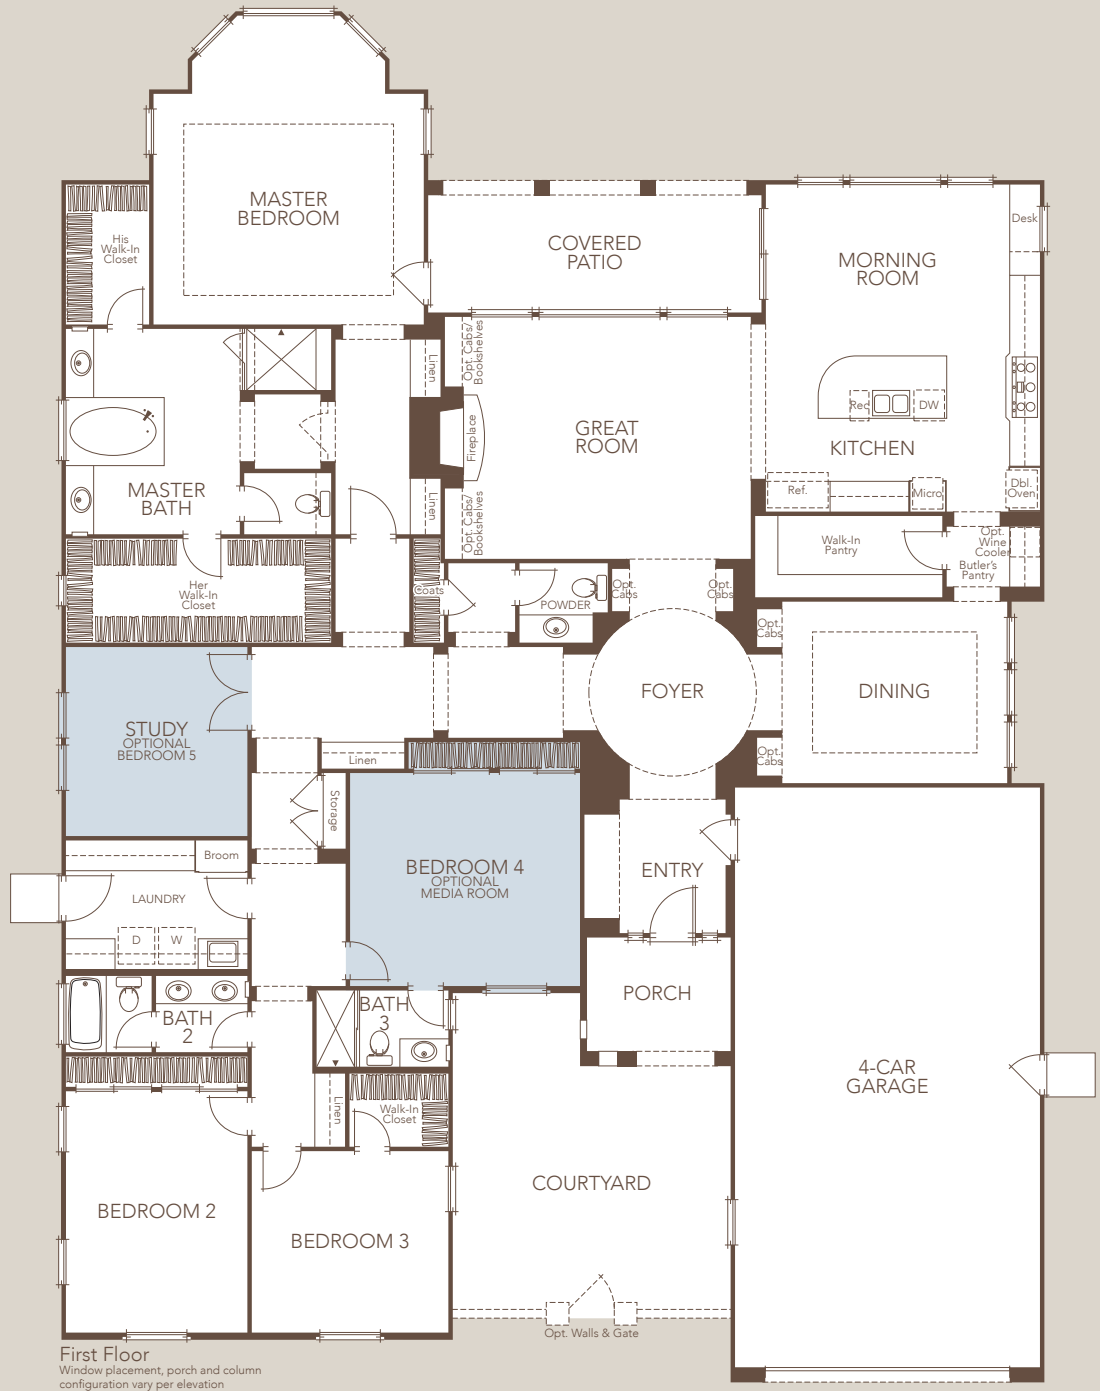 MASTER
BEDROOM
His
Walk-In
Closet
COVERED
PATIO
MORNING
ROOM
Desk
Linen
Opt. Cabs/
Bookshelves
Fireplace
GREAT
ROOM
Rec
DW
KITCHEN
Ref.
Micro
Dbl.
Oven
MASTER
BATH
Linen
Opt. Cabs/
Bookshelves
Walk-In
Pantry
Opt.
Wine
Cooler
Butler's
Pantry
Her
Walk-In
Closet
Coats
POWDER
Opt.
Cabs
Opt.
Cabs
Opt.
Cabs
FOYER
DINING
Opt.
Cabs
STUDY
OPTIONAL
BEDROOM 5
Linen
Storage
Broom
LAUNDRY
D
W
BEDROOM 4
OPTIONAL
MEDIA ROOM
ENTRY
PORCH
BATH
2
BATH
3
4-CAR
GARAGE
Linen
Walk-In
Closet
COURTYARD
BEDROOM 2
BEDROOM 3
Opt. Walls & Gate
First Floor
Window placement, porch and column
configuration vary per elevation